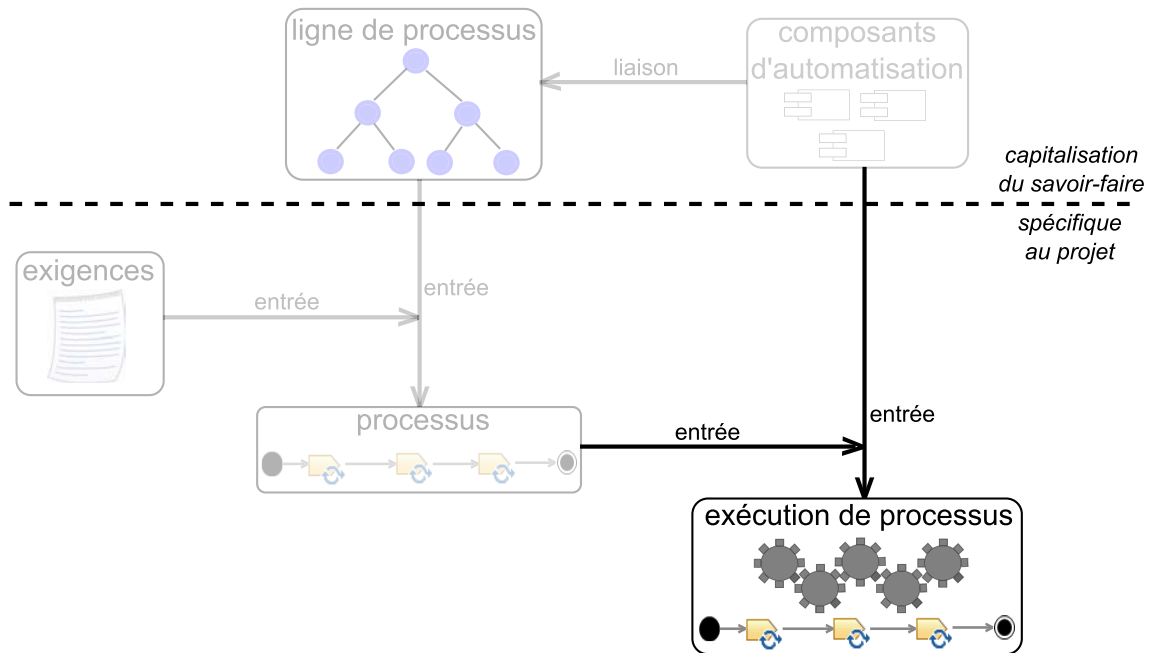 ligne de processus
composants
d'automatisation
liaison
capitalisation
du savoir-faire
spécifique
au projet
exigences
entrée
entrée
processus
entrée
entrée
exécution de processus